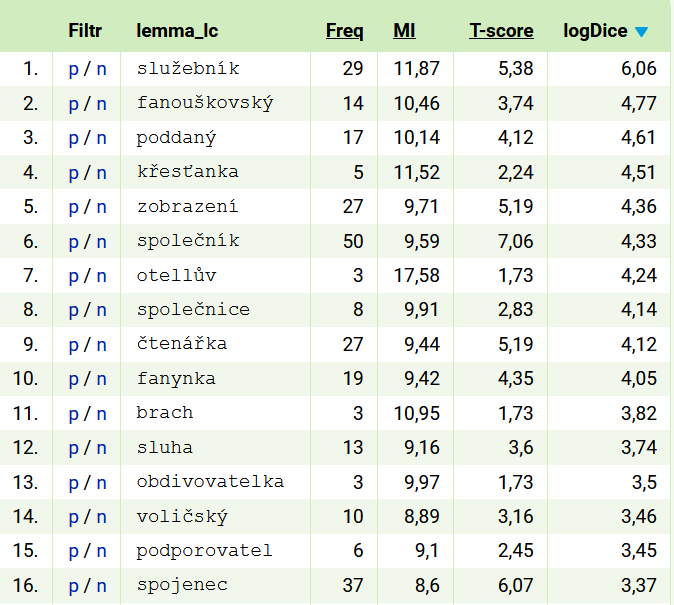 Filtr lemma_lc Freq MI T-score logDice
1. p / n služebník 29 11,87 5,38 6,06
2. p / n fanouškovský 14 10,46 3,74 4,77
3. p / n poddaný 17 10,14 4,12 4,61
4. p / n křesťanka 5 11,52 2,24 4,51
5. p / n zobrazení 27 9,71 5,19 4,36
6. p / n společník 50 9,59 7,06 4,33
7. p / n otellův 3 17,58 1,73 4,24
8. p / n společnice 8 9,91 2,83 4,14
9. p / n čtenářka 27 9,44 5,19 4,12
10. p / n fanynka 19 9,42 4,35 4,05
11. p / n brach 3 10,95 1,73 3,82
12. p / n sluha 13 9,16 3,6 3,74
13. p / n obdivovatelka 3 9,97 1,73 3,5
14. p / n voličský 10 8,89 3,16 3,46
15. p / n podporovatel 6 9,1 2,45 3,45
16. p / n spojenec 37 8,6 6,07 3,37